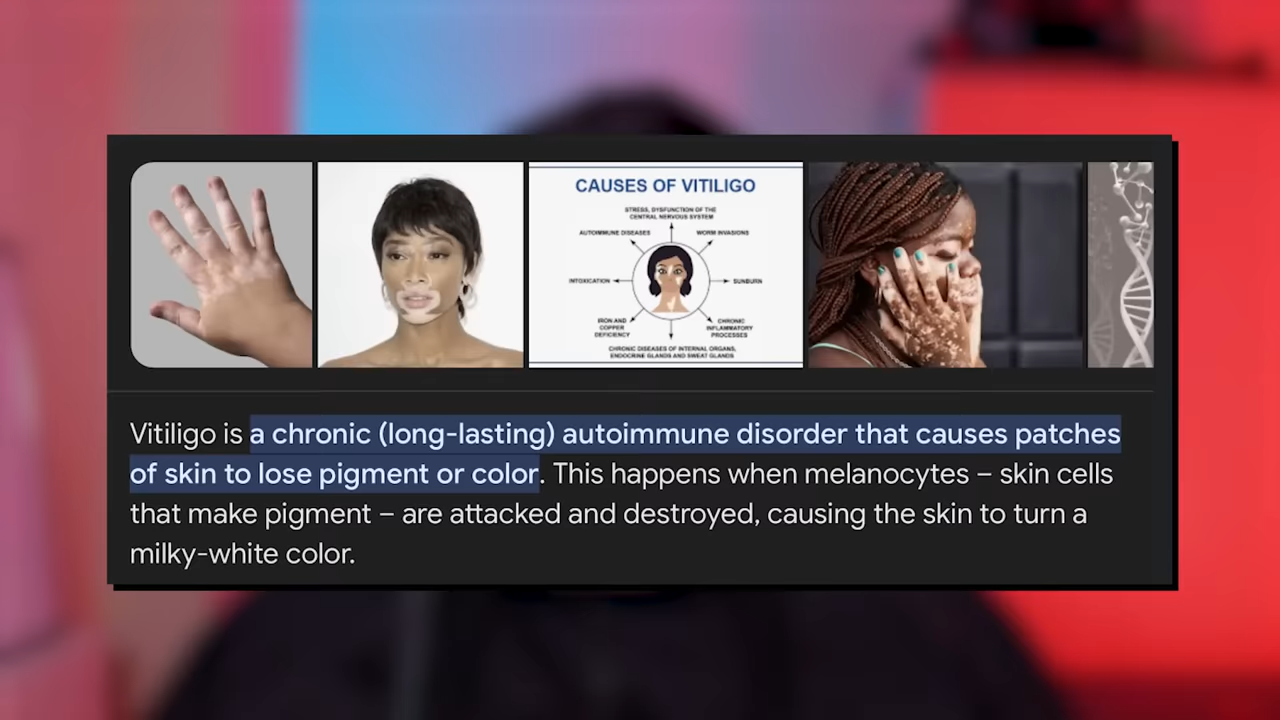 CAUSES OF VITILIGO
STRESS, DYSFUNCTION OF THE
CENTRAL NERVOUS SYSTEM
AUTOIMMUNE DISEASES
WORM INVASIONS
INTOXICATION
SUNBURN
IRON AND
COPPER
DEFICIENCY
CHRONIC
INFLAMMATORY
PROCESSES
CHRONIC DISEASES OF INTERNAL ORGANS,
ENDOCRINE GLANDS AND SWEAT GLANDS
Vitiligo is a chronic (long-lasting) autoimmune disorder that causes patches
of skin to lose pigment or color. This happens when melanocytes – skin cells
that make pigment – are attacked and destroyed, causing the skin to turn a
milky-white color.